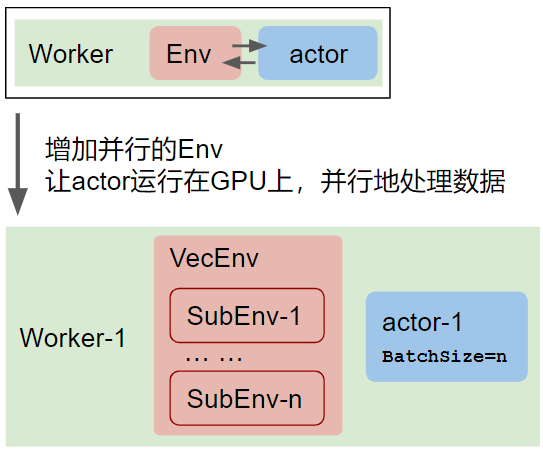 Worker Env actor
增加并行的Env
让actor运行在GPU上，并行地处理数据
VecEnv
SubEnv-1
Worker-1
... ...
SubEnv-n
actor-1
BatchSize=n